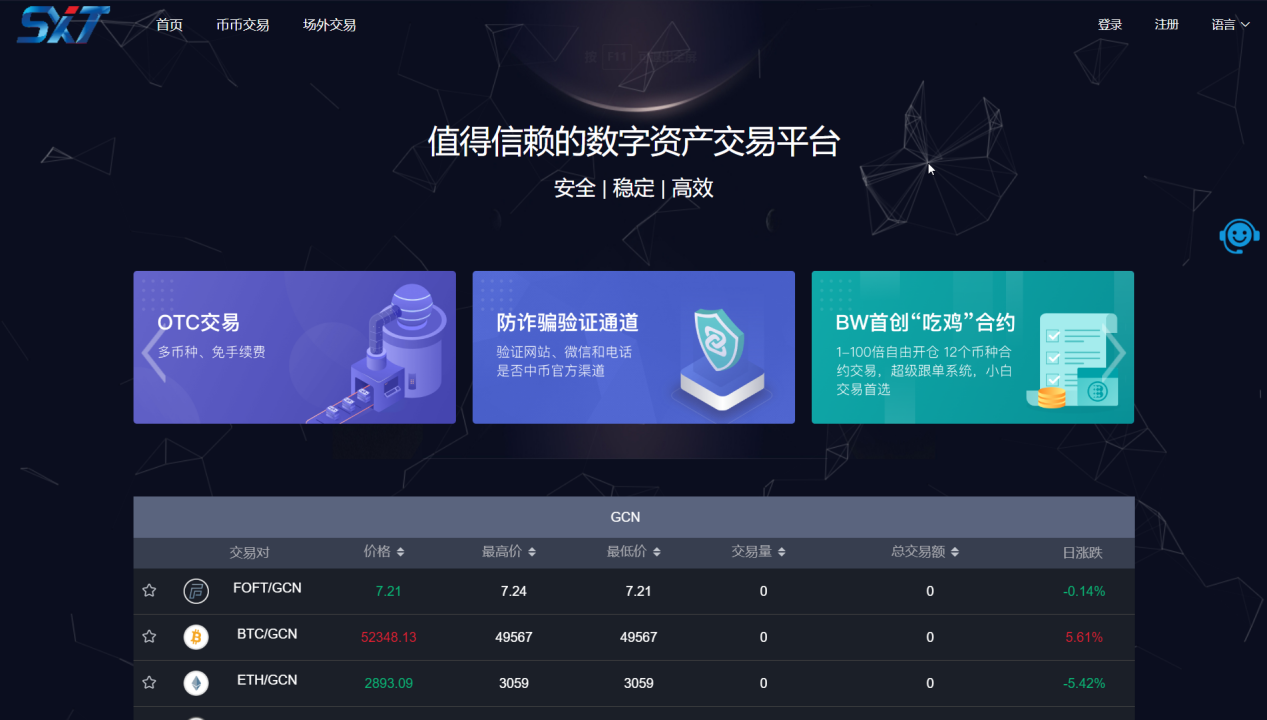 SXT
首页
币币交易
场外交易
登录
注册
语言
值得信赖的数字资产交易平台
安全 | 稳定 | 高效
OTC交易
多币种、免手续费
防诈骗验证通道
验证网站、微信和电话
是否中币官方渠道
BW首创“吃鸡”合约
1-100倍自由开仓 12个币种合
约交易，超级跟单系统，小白
交易首选
GCN
交易对 价格 最高价 最低价 交易量 总交易额 日涨跌
FOFT/GCN 7.21 7.24 7.21 0 0 -0.14%
BTC/GCN 52348.13 49567 49567 0 0 5.61%
ETH/GCN 2893.09 3059 3059 0 0 -5.42%